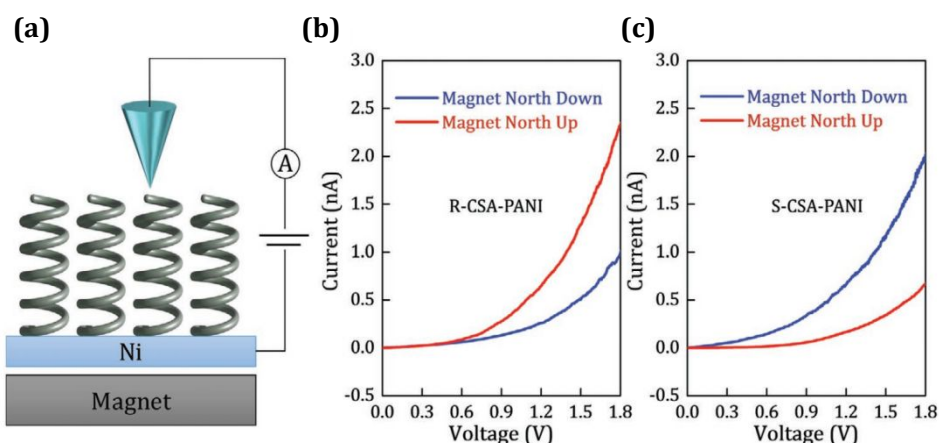 (a)
A
Ni
Magnet
(b)
3.0
2.5
2.0
1.5
1.0
0.5
0.0
-0.5
Current (nA)
Magnet North Down
Magnet North Up
R-CSA-PANI
0.0 0.3 0.6 0.9 1.2 1.5 1.8
Voltage (V)
(c)
3.0
2.5
2.0
1.5
1.0
0.5
0.0
-0.5
Current (nA)
Magnet North Down
Magnet North Up
S-CSA-PANI
0.0 0.3 0.6 0.9 1.2 1.5 1.8
Voltage (V)